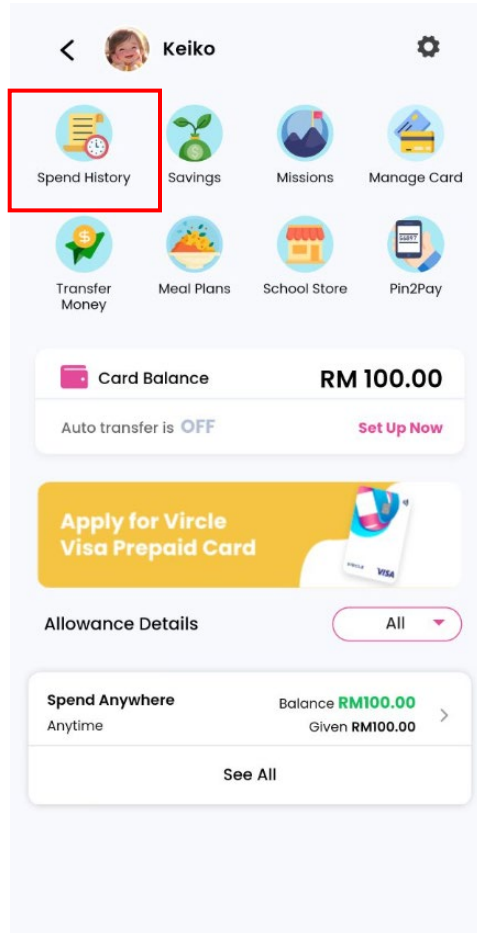 Keiko
Spend History
Savings
Missions
Manage Card
Transfer
Money
Meal Plans
School Store
Pin2Pay
Card Balance
RM 100.00
Auto transfer is OFF
Set Up Now
Apply for Vircle
Visa Prepaid Card
VIRCLE
VISA
Allowance Details
All
Spend Anywhere
Balance RM100.00
Anytime
Given RM100.00
See All